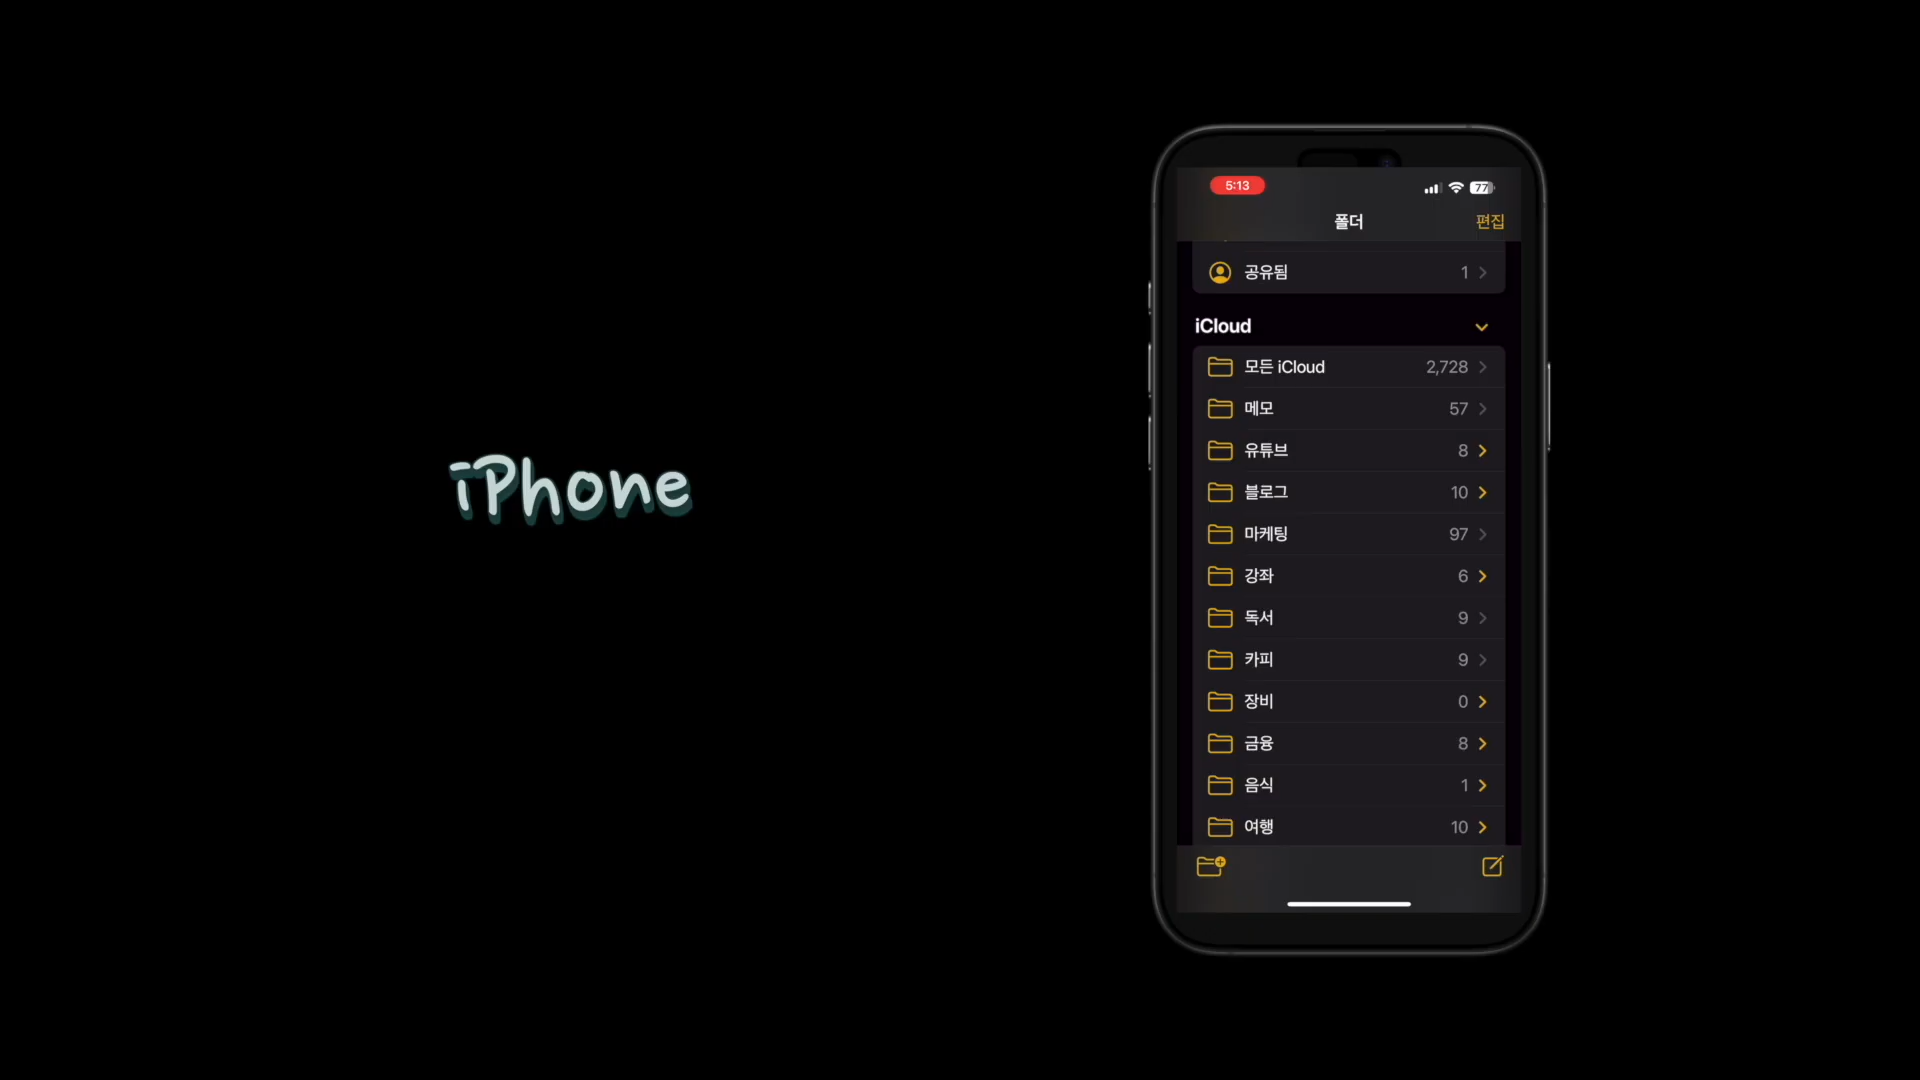 iPhone
5:13
77
폴더
편집
공유됨 1
iCloud
모든 iCloud 2,728
메모 57
유튜브 8
블로그 10
마케팅 97
강좌 6
독서 9
카피 9
장비 0
금융 8
음식 1
여행 10